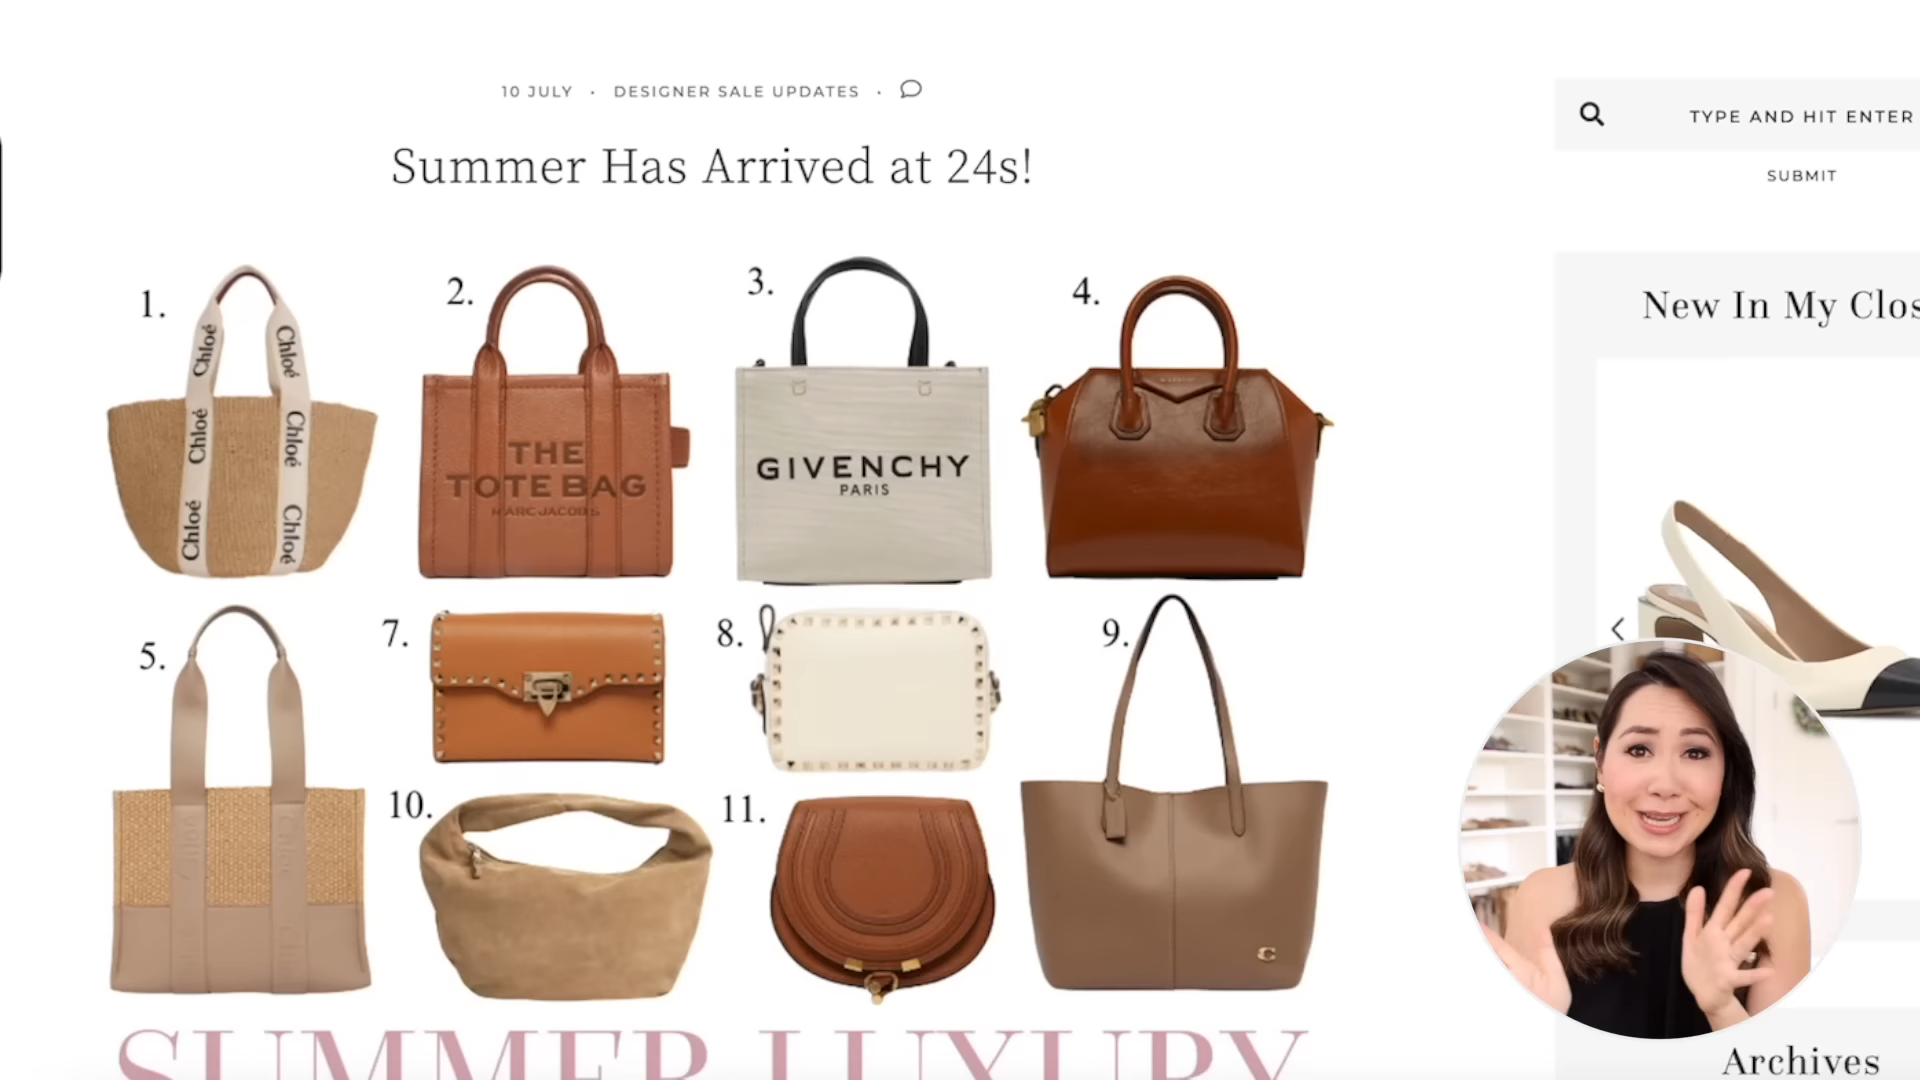 10 JULY · DESIGNER SALE UPDATES ·
Summer Has Arrived at 24s!
TYPE AND HIT ENTER
SUBMIT
New In My Clos
1.
Chloé Chloé
Chloé Chloé
Chloé Chloé
2.
THE
TOTE BAG
MARC JACOBS
3.
GIVENCHY
PARIS
4.
5.
7.
8.
9.
C
10.
11.
SUMMER LUXURY
Archives